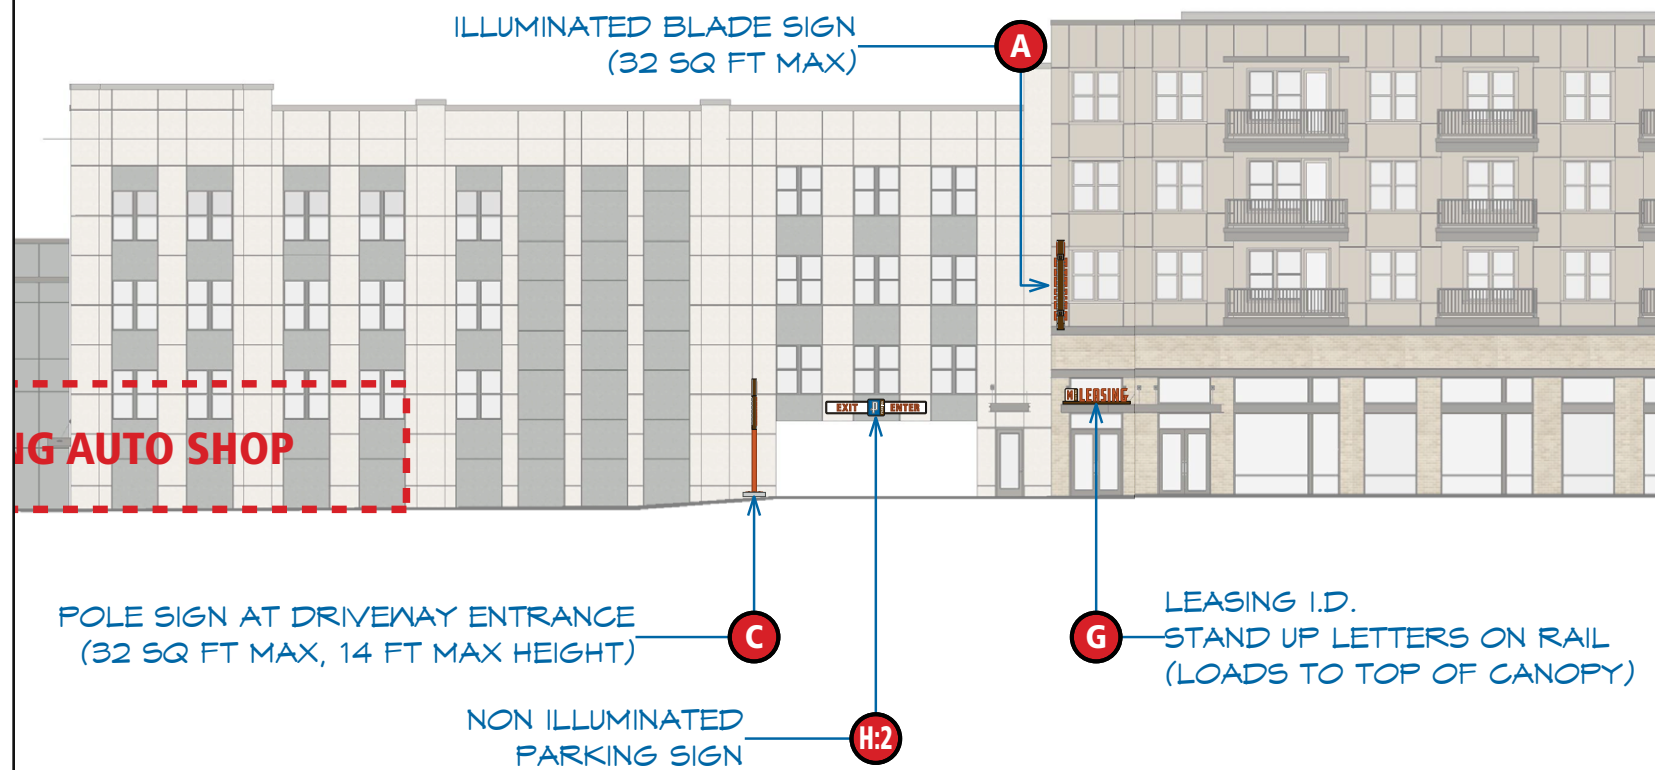 ILLUMINATED BLADE SIGN
(32 SQ FT MAX)
A
LEASING
EXIT P ENTER
IG AUTO SHOP
POLE SIGN AT DRIVEWAY ENTRANCE
(32 SQ FT MAX, 14 FT MAX HEIGHT)
C
G
LEASING I.D.
STAND UP LETTERS ON RAIL
(LOADS TO TOP OF CANOPY)
NON ILLUMINATED
PARKING SIGN
H:2